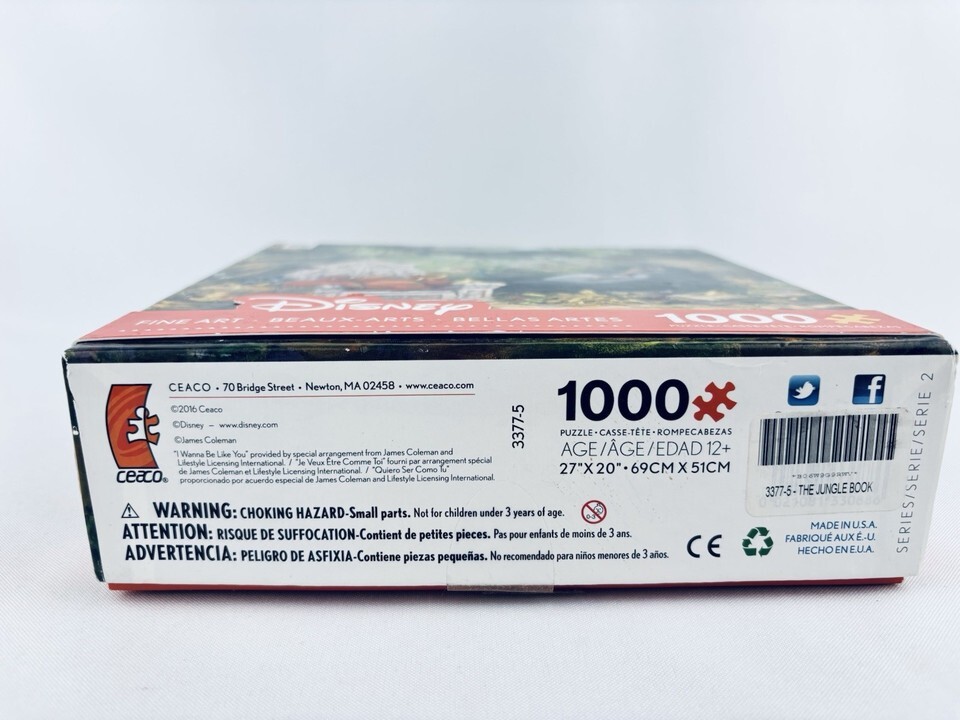 Disney
FINE ART · BEAUX-ARTS · BELLAS ARTES
1000
CEACO • 70 Bridge Street • Newton, MA 02458 • www.ceaco.com
©2016 Ceaco
©Disney – www.disney.com
©James Coleman
"I Wanna Be Like You" provided by special arrangement from James Coleman and
Lifestyle Licensing International. / "Je Veux Être Comme Toi" fourni par arrangement spécial
de James Coleman et Lifestyle Licensing International. / "Quiero Ser Como Tú"
proporcionado por acuerdo especial de James Coleman and Lifestyle Licensing International.
ceaco®
3377-5
1000
PUZZLE • CASSE-TÊTE • ROMPECABEZAS
AGE/ÂGE/EDAD 12+
27"X 20" • 69CM X 51CM
3377-5 - THE JUNGLE BOOK
SERIES/SERIE/SERIE 2
WARNING: CHOKING HAZARD-Small parts. Not for children under 3 years of age.
ATTENTION: RISQUE DE SUFFOCATION-Contient de petites pieces. Pas pour enfants de moins de 3 ans.
ADVERTENCIA: PELIGRO DE ASFIXIA-Contiene piezas pequeñas. No recomendado para niños menores de 3 años.
0-3
CE
MADE IN U.S.A.
FABRIQUÉ AUX É.-U.
HECHO EN E.U.A.